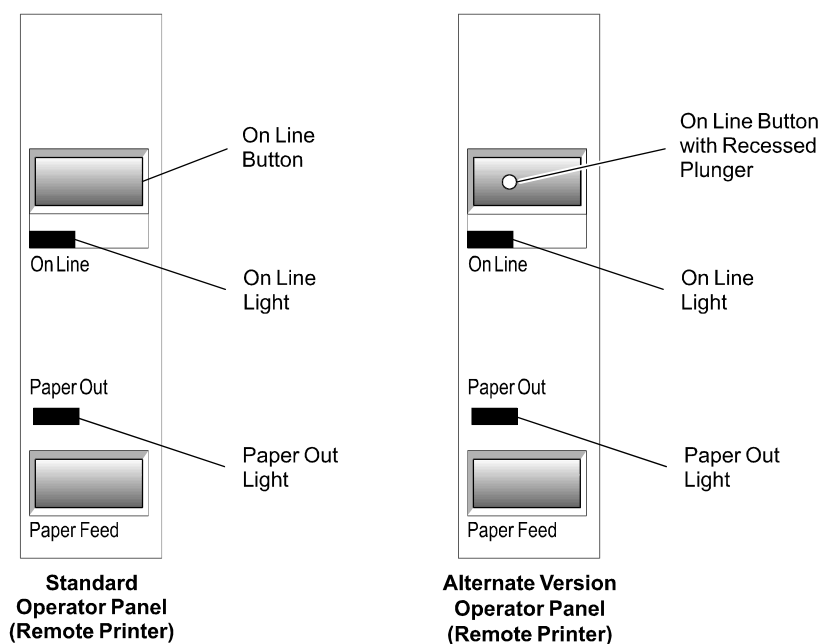 On Line
Button
On Line
On Line
Light
Paper Out
Paper Out
Light
Paper Feed
Standard
Operator Panel
(Remote Printer)
On Line Button
with Recessed
Plunger
On Line
On Line
Light
Paper Out
Paper Out
Light
Paper Feed
Alternate Version
Operator Panel
(Remote Printer)